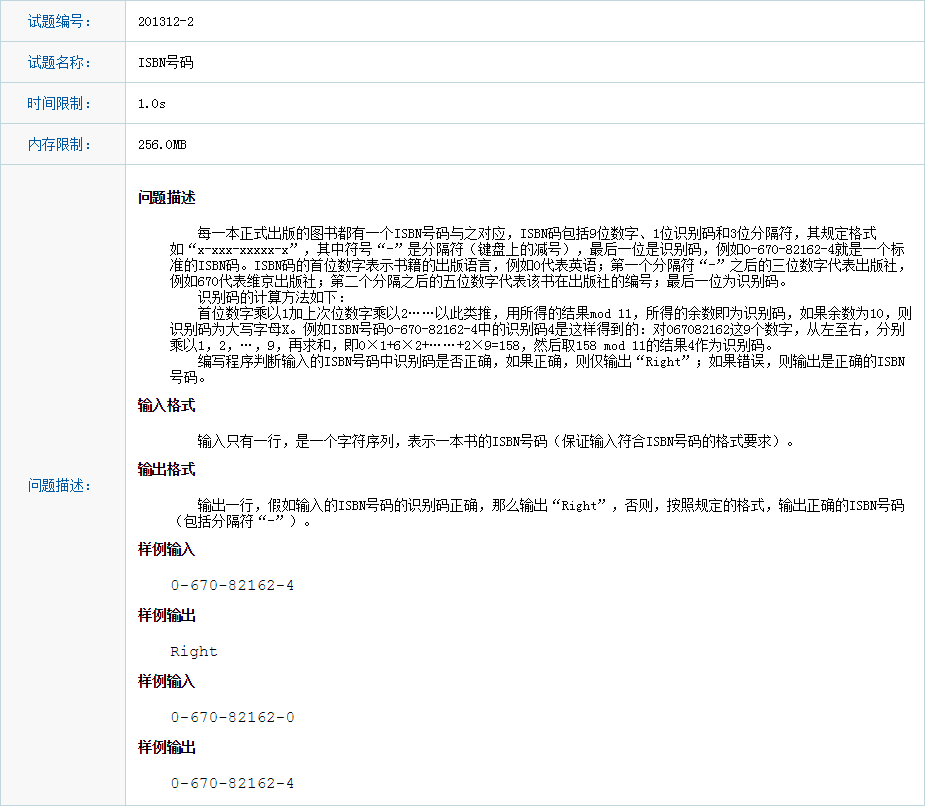 试题编号： 201312-2
试题名称： ISBN号码
时间限制： 1.0s
内存限制： 256.0MB
问题描述：
问题描述
每一本正式出版的图书都有一个ISBN号码与之对应，ISBN码包括9位数字、1位识别码和3位分隔符，其规定格式
如“x-xxx-xxxxx-x”，其中符号“-”是分隔符（键盘上的减号），最后一位是识别码，例如0-670-82162-4就是一个标
准的ISBN码。ISBN码的首位数字表示书籍的出版语言，例如0代表英语；第一个分隔符“-”之后的三位数字代表出版社，
例如670代表维京出版社；第二个分隔之后的五位数字代表该书在出版社的编号；最后一位为识别码。
识别码的计算方法如下：
首位数字乘以1加上次位数字乘以2……以此类推，用所得的结果mod 11，所得的余数即为识别码，如果余数为10，则
识别码为大写字母X。例如ISBN号码0-670-82162-4中的识别码4是这样得到的：对067082162这9个数字，从左至右，分别
乘以1，2，…，9，再求和，即0×1+6×2+……+2×9=158，然后取158 mod 11的结果4作为识别码。
编写程序判断输入的ISBN号码中识别码是否正确，如果正确，则仅输出“Right”；如果错误，则输出是正确的ISBN
号码。
输入格式
输入只有一行，是一个字符序列，表示一本书的ISBN号码（保证输入符合ISBN号码的格式要求）。
输出格式
输出一行，假如输入的ISBN号码的识别码正确，那么输出“Right”，否则，按照规定的格式，输出正确的ISBN号码
（包括分隔符“-”）。
样例输入
0-670-82162-4
样例输出
Right
样例输入
0-670-82162-0
样例输出
0-670-82162-4